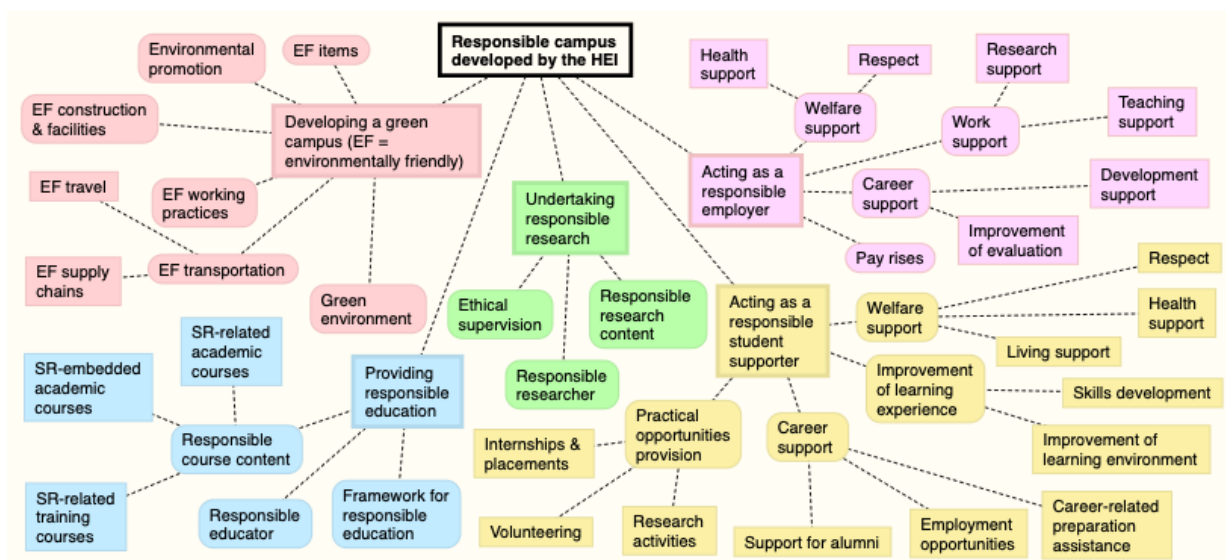 Responsible campus
developed by the HEI
Environmental
promotion
EF items
EF construction
& facilities
Developing a green
campus (EF =
environmentally friendly)
EF travel
EF working
practices
EF supply
chains
EF transportation
Green
environment
Undertaking
responsible
research
Ethical
supervision
Responsible
research
content
Responsible
researcher
Health
support
Respect
Research
support
Welfare
support
Work
support
Teaching
support
Acting as a
responsible
employer
Career
support
Development
support
Improvement
of evaluation
Pay rises
SR-related
academic
courses
SR-embedded
academic
courses
Providing
responsible
education
Responsible
course content
SR-related
training
courses
Responsible
educator
Framework for
responsible
education
Acting as a
responsible
student
supporter
Welfare
support
Respect
Health
support
Living support
Improvement
of learning
experience
Skills development
Improvement of
learning environment
Practical
opportunities
provision
Internships &
placements
Volunteering
Research
activities
Career
support
Support for alumni
Employment
opportunities
Career-related
preparation
assistance